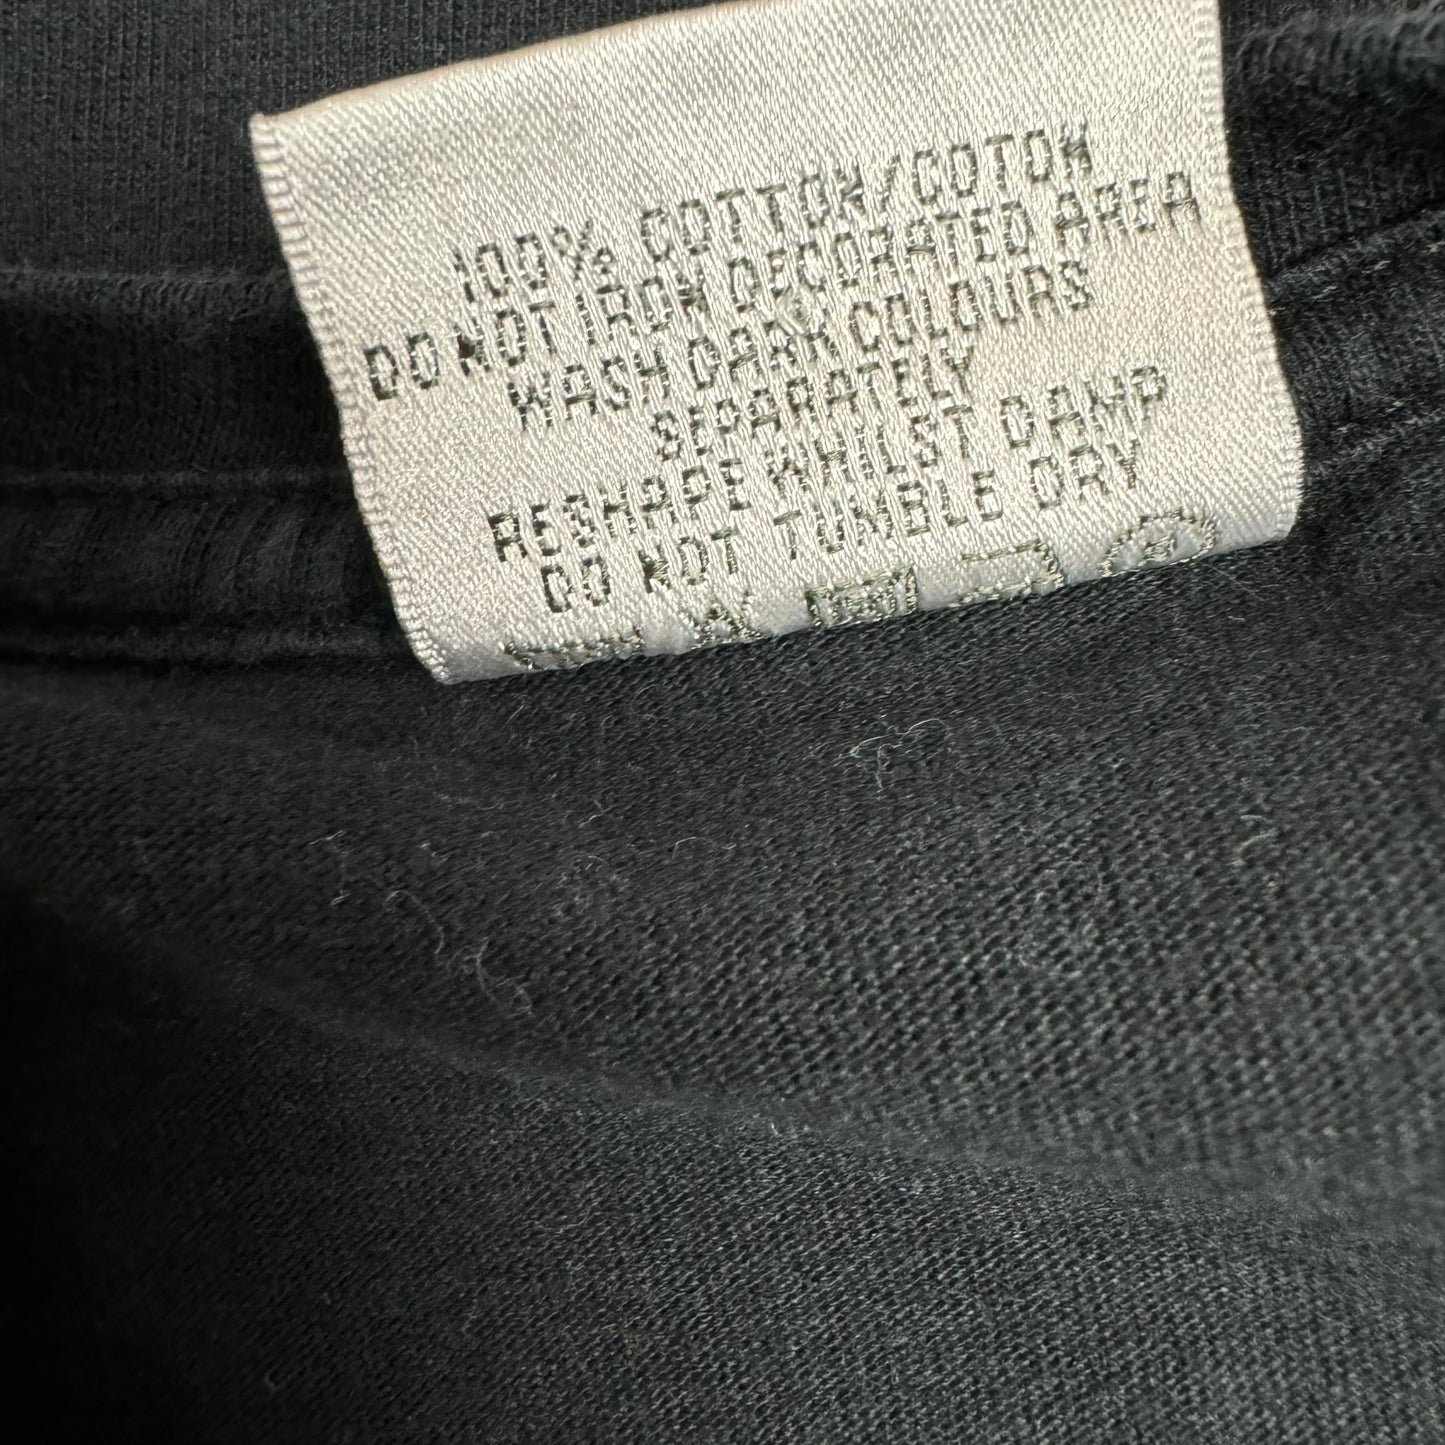 100% COTTON/COTON
DO NOT IRON DECORATED AREA
WASH DARK COLOURS
SEPARATELY
RESHAPE WHILST DAMP
DO NOT TUMBLE DRY